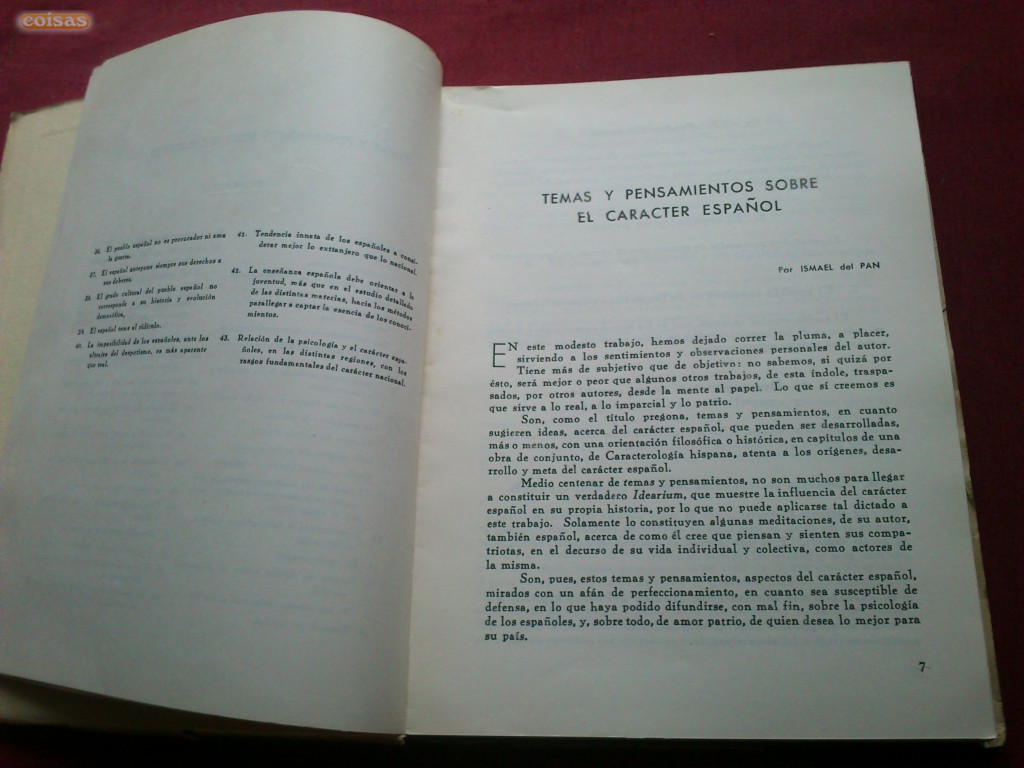 coisas
36. El pueblo español no es provocador ni ama
la guerra.
37. El español antepone siempre sus derechos a
sus deberes.
38. El grado cultural del pueblo español no
corresponde a su historia y evolución
demosófica.
39. El español teme el ridículo.
40. La impasibilidad de los españoles, ante los
ultrajes del despotismo, es más aparente
que real.
41. Tendencia innata de los españoles a consi-
derar mejor lo extranjero que lo nacional.
42. La enseñanza española debe orientar a la
juventud, más que en el estudio detallado
de las distintas materias, hacia los métodos
para llegar a captar la esencia de los conoci-
mientos.
43. Relación de la psicología y el carácter espa-
ñoles, en las distintas regiones, con los
rasgos fundamentales del carácter nacional.
TEMAS Y PENSAMIENTOS SOBRE
EL CARACTER ESPAÑOL
Por ISMAEL del PAN
EN este modesto trabajo, hemos dejado correr la pluma, a placer,
sirviendo a los sentimientos y observaciones personales del autor.
Tiene más de subjetivo que de objetivo: no sabemos, si quizá por
ésto, será mejor o peor que algunos otros trabajos, de esta índole, traspa-
sados, por otros autores, desde la mente al papel. Lo que sí creemos es
que sirve a lo real, a lo imparcial y lo patrio.
Son, como el título pregona, temas y pensamientos, en cuanto
sugieren ideas, acerca del carácter español, que pueden ser desarrolladas,
más o menos, con una orientación filosófica o histórica, en capítulos de una
obra de conjunto, de Caracterología hispana, atenta a los orígenes, desa-
rrollo y meta del carácter español.
Medio centenar de temas y pensamientos, no son muchos para llegar
a constituir un verdadero Idearium, que muestre la influencia del carácter
español en su propia historia, por lo que no puede aplicarse tal dictado a
este trabajo. Solamente lo constituyen algunas meditaciones, de su autor,
también español, acerca de como él cree que piensan y sienten sus compa-
triotas, en el decurso de su vida individual y colectiva, como actores de
la misma.
Son, pues, estos temas y pensamientos, aspectos del carácter español,
mirados con un afán de perfeccionamiento, en cuanto sea susceptible de
defensa, en lo que haya podido difundirse, con mal fin, sobre la psicología
de los españoles, y, sobre todo, de amor patrio, de quien desea lo mejor para
su país.
7